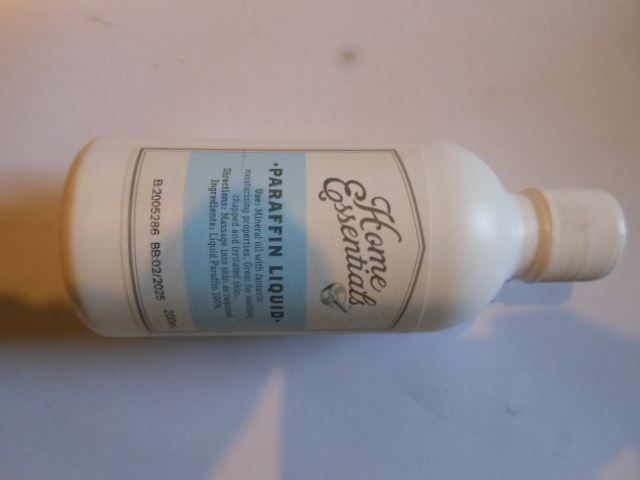 Home
Essentials
•PARAFFIN LIQUID•
Use: Mineral oil with fantastic
moisturising properties. Great for soothing
chapped and irritated skin.
Directions: Massage into skin as required.
Ingredients: Liquid Paraffin 100%
B:2005286 BB:02/2025 200ml